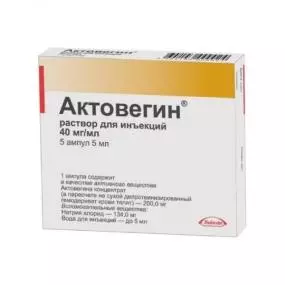 Актовегин®
раствор для инъекций
40 мг/мл
5 ампул 5 мл
1 ампула содержит
в качестве активного вещества
Актовегина концентрат
(в пересчете на сухой депротеинизированный
гемодериват крови телят) — 200,0 мг
Вспомогательные вещества:
Натрия хлорид — 134,0 мг
Вода для инъекций — до 5 мл
Takeda